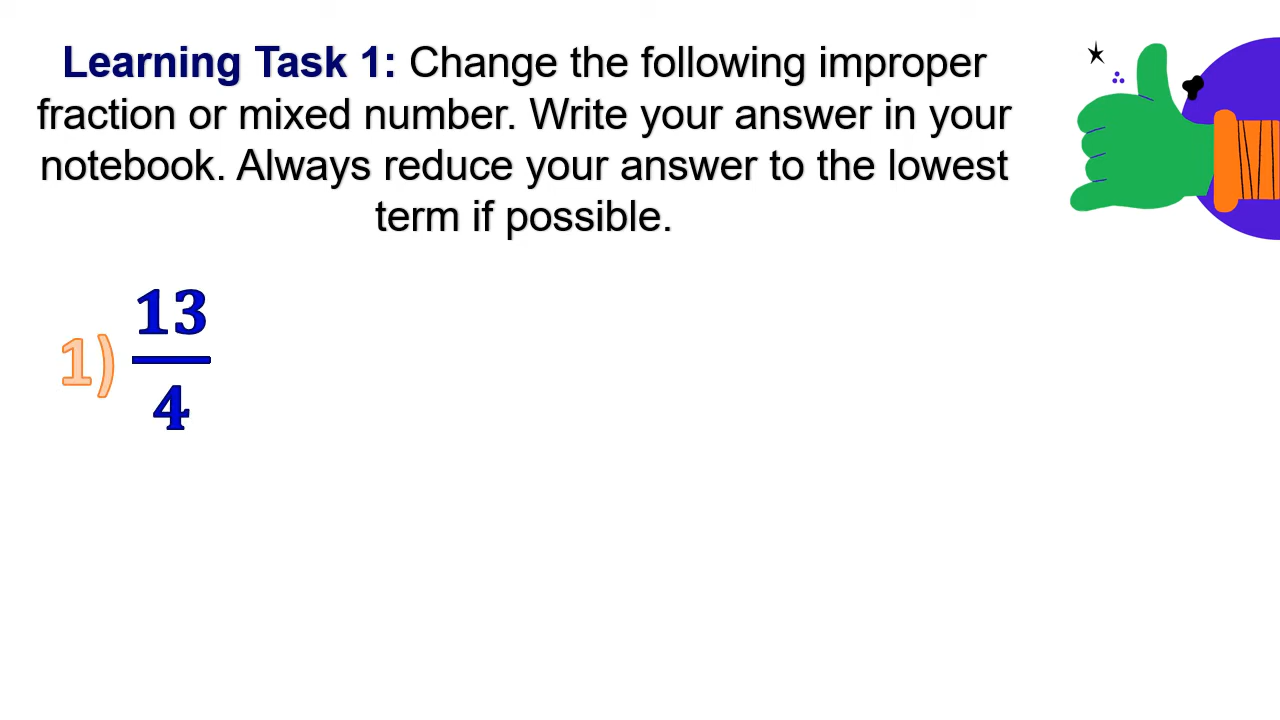 Learning Task 1: Change the following improper
fraction or mixed number. Write your answer in your
notebook. Always reduce your answer to the lowest
term if possible.
1) 13/4